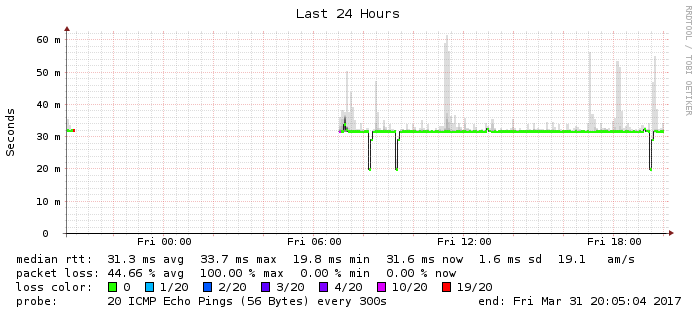 Last 24 Hours
RRDTOOL / TOBI OETIKER
Seconds
60 m
50 m
40 m
30 m
20 m
10 m
0
Fri 00:00 Fri 06:00 Fri 12:00 Fri 18:00
median rtt: 31.3 ms avg 33.7 ms max 19.8 ms min 31.6 ms now 1.6 ms sd 19.1 am/s
packet loss: 44.66 % avg 100.00 % max 0.00 % min 0.00 % now
loss color: 0 1/20 2/20 3/20 4/20 10/20 19/20
probe: 20 ICMP Echo Pings (56 Bytes) every 300s end: Fri Mar 31 20:05:04 2017